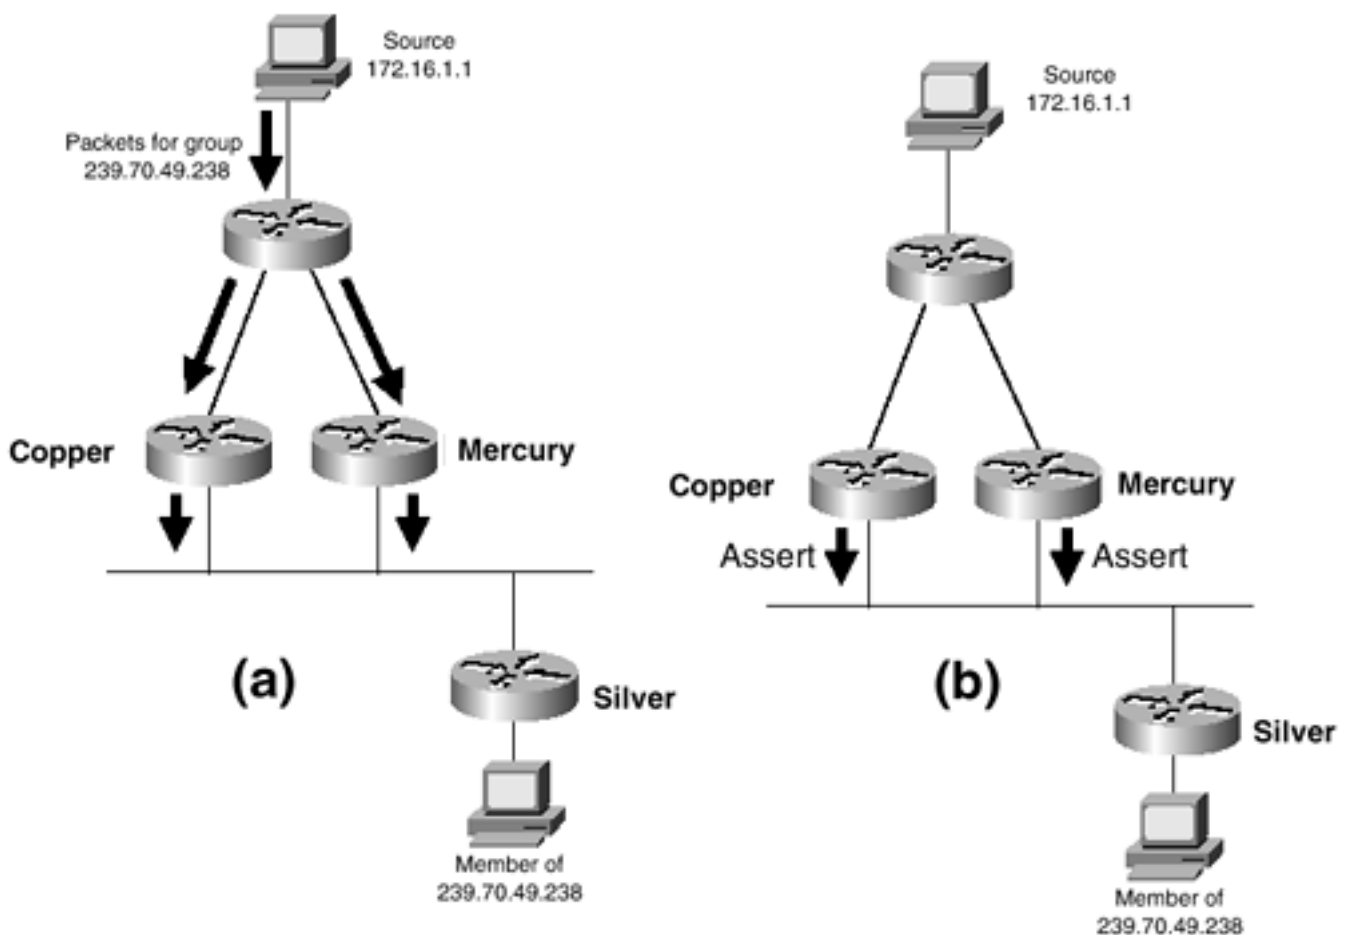 Source
172.16.1.1
Packets for group
239.70.49.238
Copper
Mercury
(a)
Silver
Member of
239.70.49.238
Source
172.16.1.1
Copper
Mercury
Assert
Assert
(b)
Silver
Member of
239.70.49.238